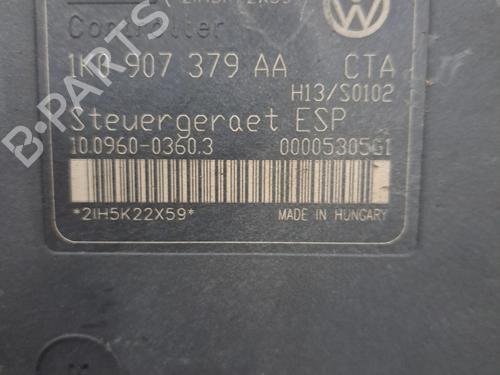 Controller
1K0 907 379 AA CTA
H13/S0102
Steuergeraet ESP
10.0960-0360.3 00005305G1
*2IH5K22X59*
MADE IN HUNGARY
B-PARTS